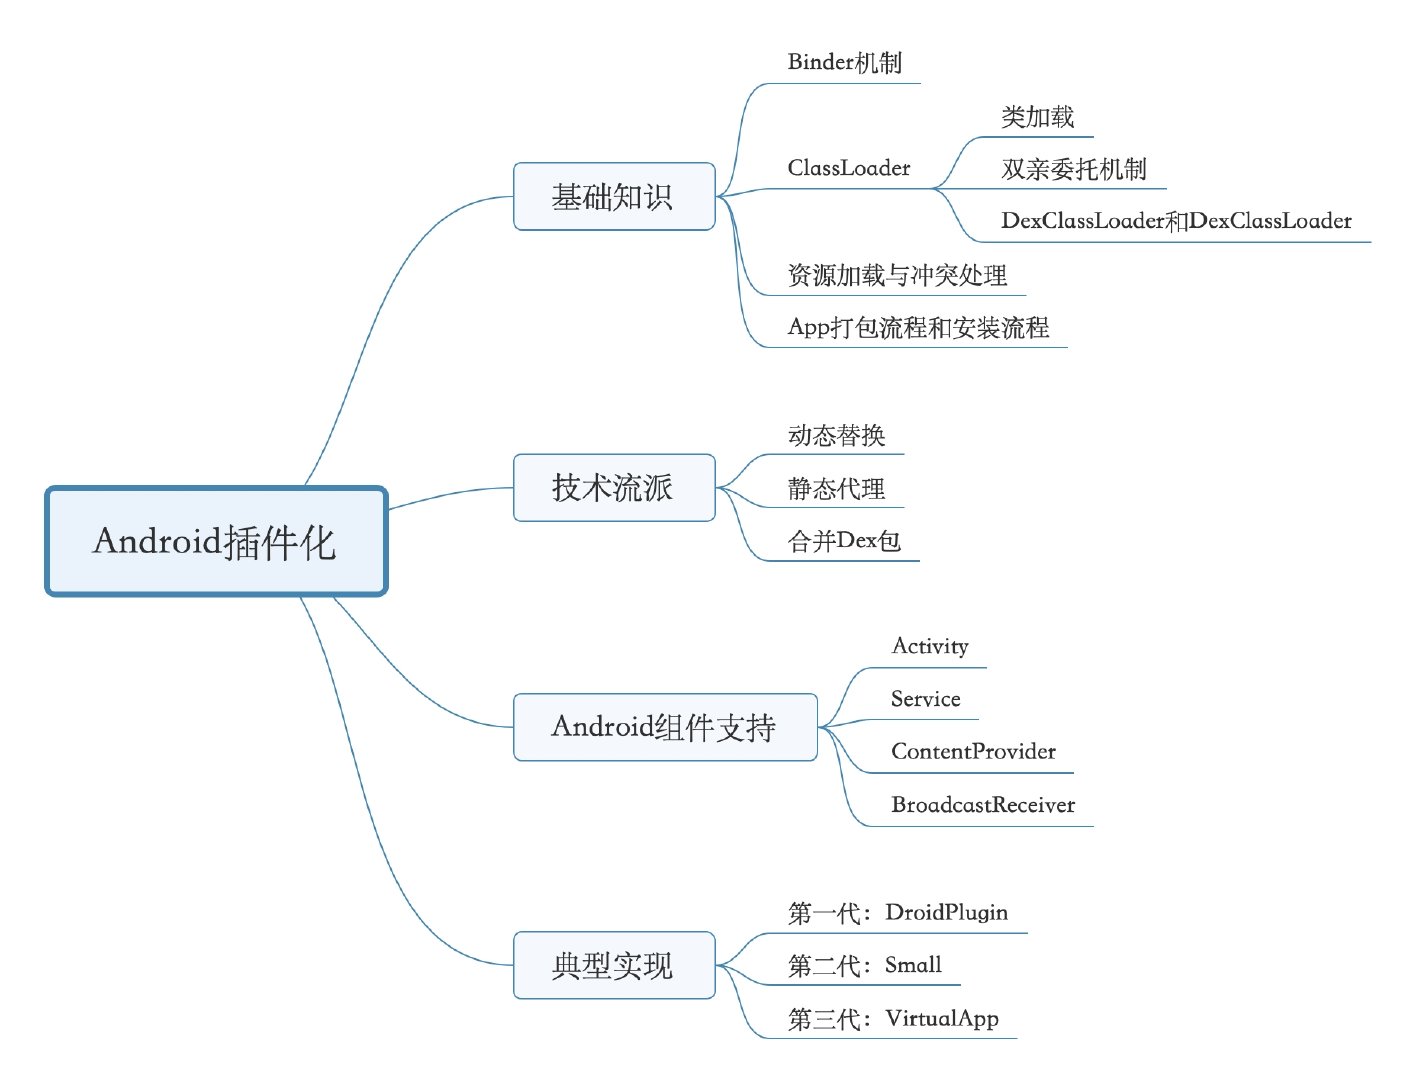 Android插件化
基础知识
Binder机制
ClassLoader
类加载
双亲委托机制
DexClassLoader和DexClassLoader
资源加载与冲突处理
App打包流程和安装流程
技术流派
动态替换
静态代理
合并Dex包
Android组件支持
Activity
Service
ContentProvider
BroadcastReceiver
典型实现
第一代：DroidPlugin
第二代：Small
第三代：VirtualApp